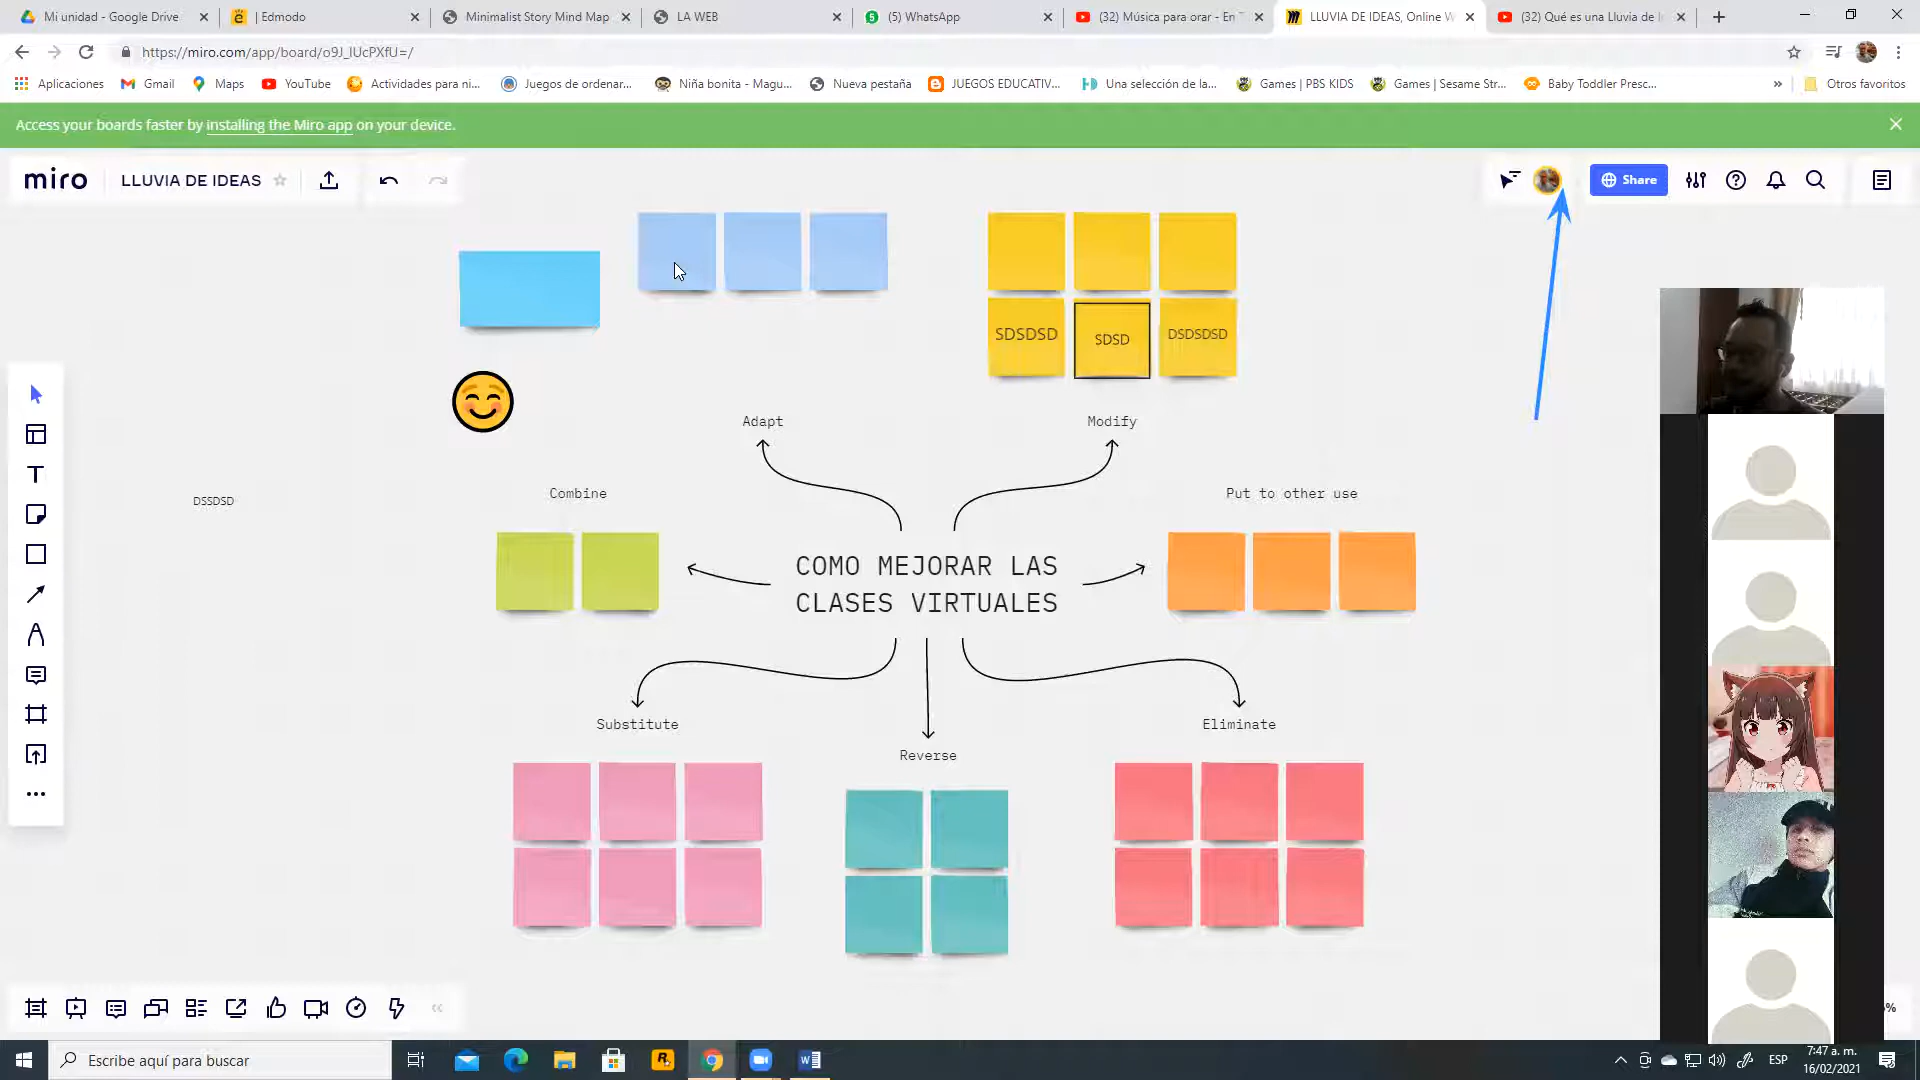 Mi unidad - Google Drive
| Edmodo
Minimalist Story Mind Map
LA WEB
(5) WhatsApp
(32) Música para orar - En T
LLUVIA DE IDEAS, Online W
(32) Qué es una Lluvia de I
https://miro.com/app/board/o9J_lUcPXfU=/
Aplicaciones
Gmail
Maps
YouTube
Actividades para ni...
Juegos de ordenar...
Niña bonita - Magu...
Nueva pestaña
JUEGOS EDUCATIV...
Una selección de la...
Games | PBS KIDS
Games | Sesame Str...
Baby Toddler Presc...
»
Otros favoritos
Access your boards faster by installing the Miro app on your device.
miro
LLUVIA DE IDEAS
Share
SDSDSD
SDSD
DSDSDSD
Adapt
Modify
Combine
Put to other use
DSSDSD
COMO MEJORAR LAS
CLASES VIRTUALES
Substitute
Reverse
Eliminate
Escribe aquí para buscar
ESP
7:47 a. m.
16/02/2021